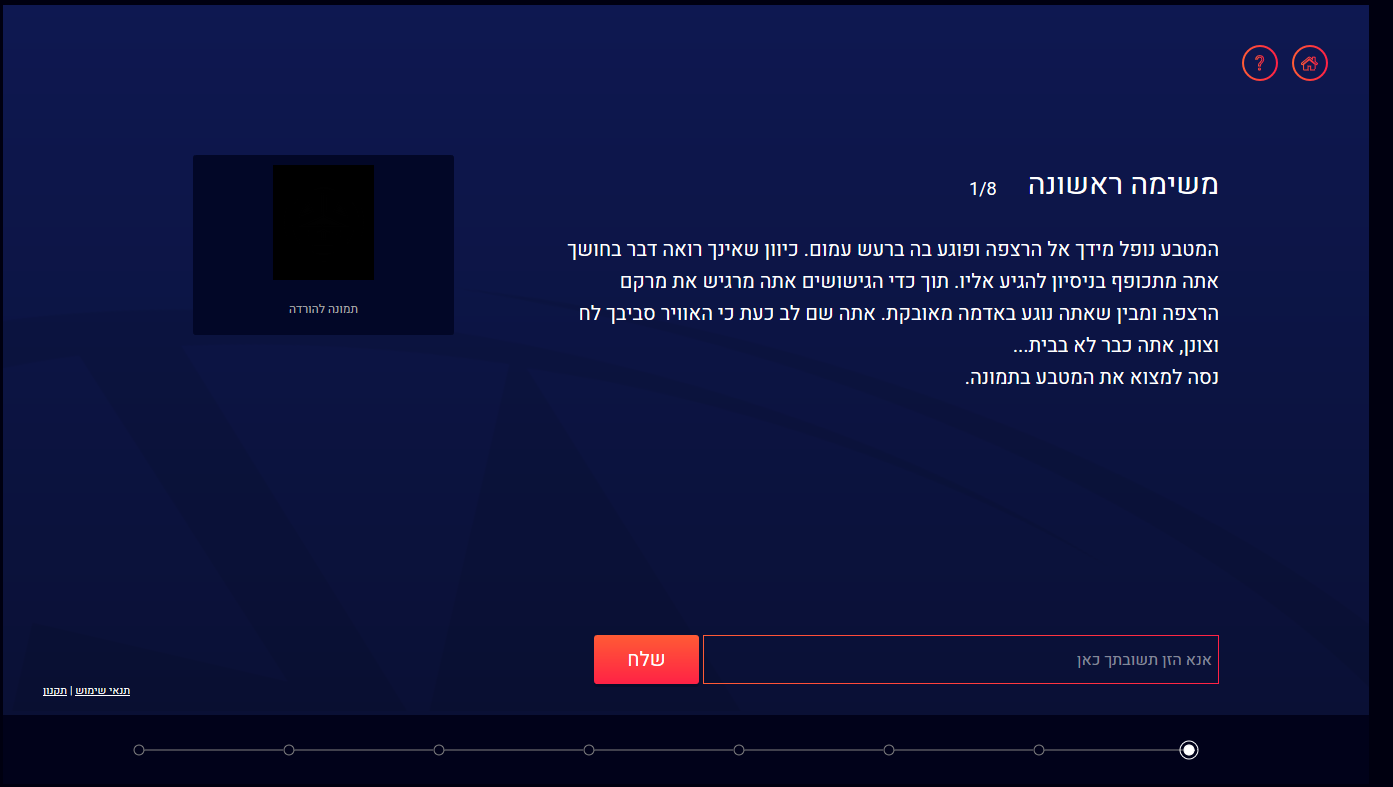 ?
משימה ראשונה 1/8
המטבע נופל מידך אל הרצפה ופוגע בה ברעש עמום. כיוון שאינך רואה דבר בחושך
אתה מתכופף בניסיון להגיע אליו. תוך כדי הגישושים אתה מרגיש את מרקם
הרצפה ומבין שאתה נוגע באדמה מאובקת. אתה שם לב כעת כי האוויר סביבך לח
וצונן, אתה כבר לא בבית...
נסה למצוא את המטבע בתמונה.
תמונה להורדה
אנא הזן תשובתך כאן
שלח
תנאי שימוש | תקנון